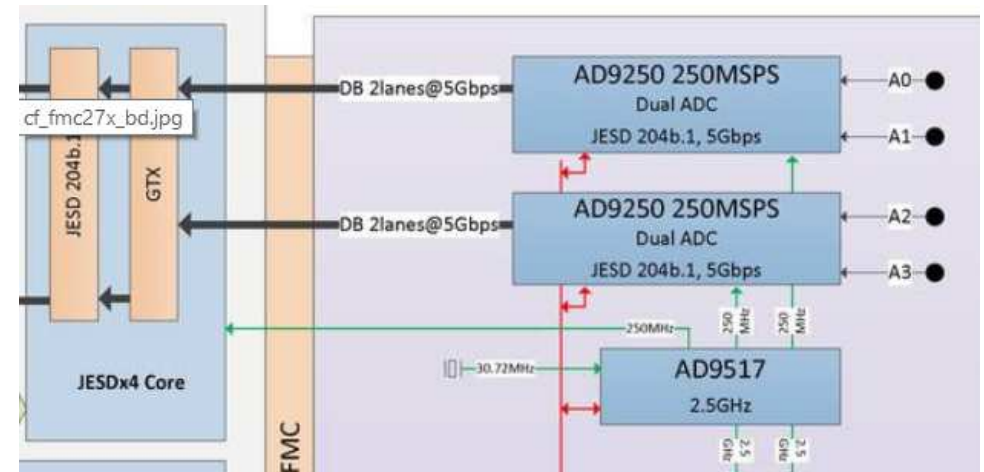 cf_fmc27x_bd.jpg
JESD 204b.1
GTX
JESDx4 Core
FMC
DB 2lanes@5Gbps
DB 2lanes@5Gbps
AD9250 250MSPS
Dual ADC
JESD 204b.1, 5Gbps
A0
A1
AD9250 250MSPS
Dual ADC
JESD 204b.1, 5Gbps
A2
A3
250MHz
250
MHz
250
MHz
30.72MHz
AD9517
2.5GHz
2.5
GHz
2.5
GHz